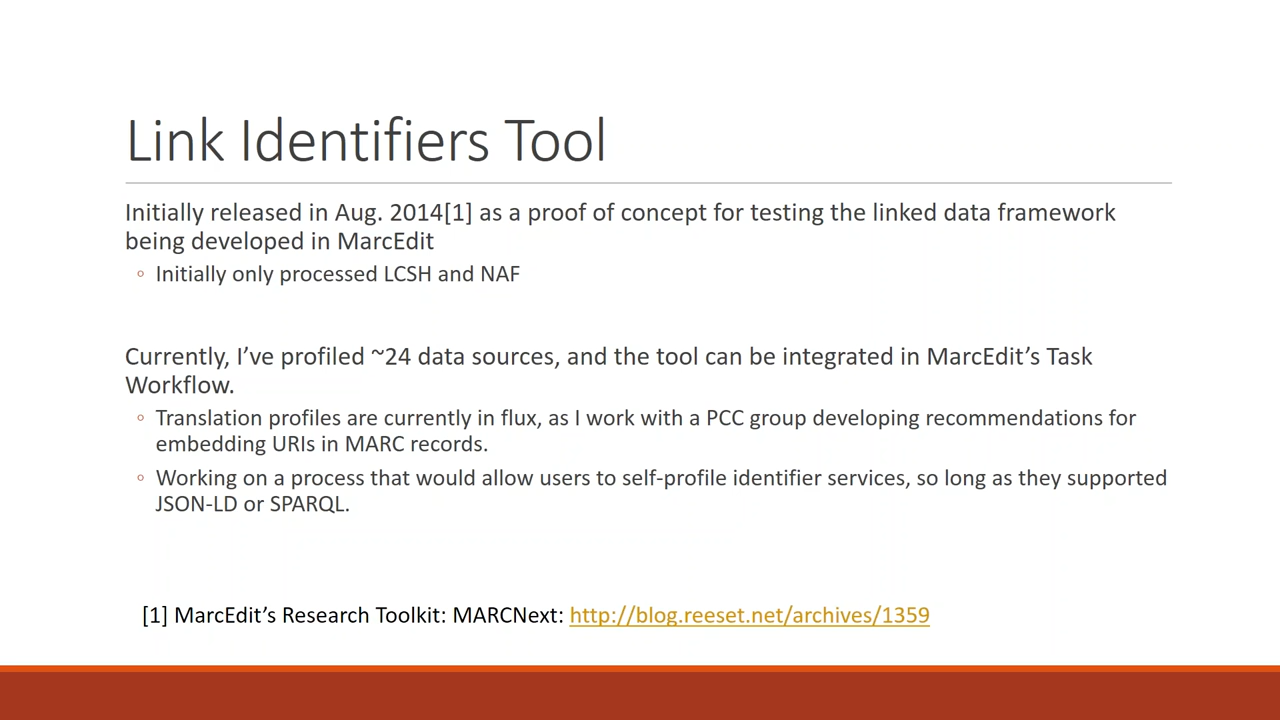 Link Identifiers Tool
Initially released in Aug. 2014[1] as a proof of concept for testing the linked data framework
being developed in MarcEdit
◦ Initially only processed LCSH and NAF
Currently, I’ve profiled ~24 data sources, and the tool can be integrated in MarcEdit’s Task
Workflow.
◦ Translation profiles are currently in flux, as I work with a PCC group developing recommendations for
embedding URIs in MARC records.
◦ Working on a process that would allow users to self-profile identifier services, so long as they supported
JSON-LD or SPARQL.
[1] MarcEdit’s Research Toolkit: MARCNext: http://blog.reeset.net/archives/1359